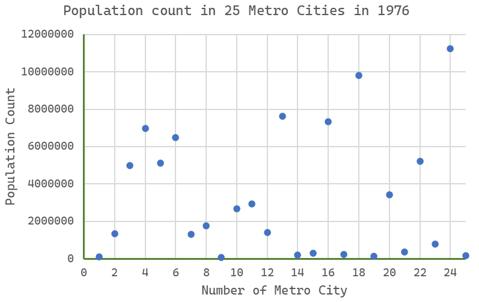 Population count in 25 Metro Cities in 1976
12000000
10000000
8000000
6000000
4000000
2000000
0
Population Count
0 2 4 6 8 10 12 14 16 18 20 22 24
Number of Metro City